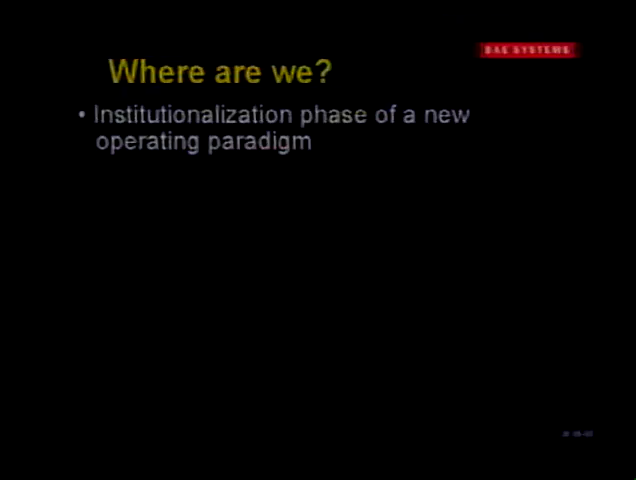 BAE SYSTEMS
Where are we?
• Institutionalization phase of a new
operating paradigm